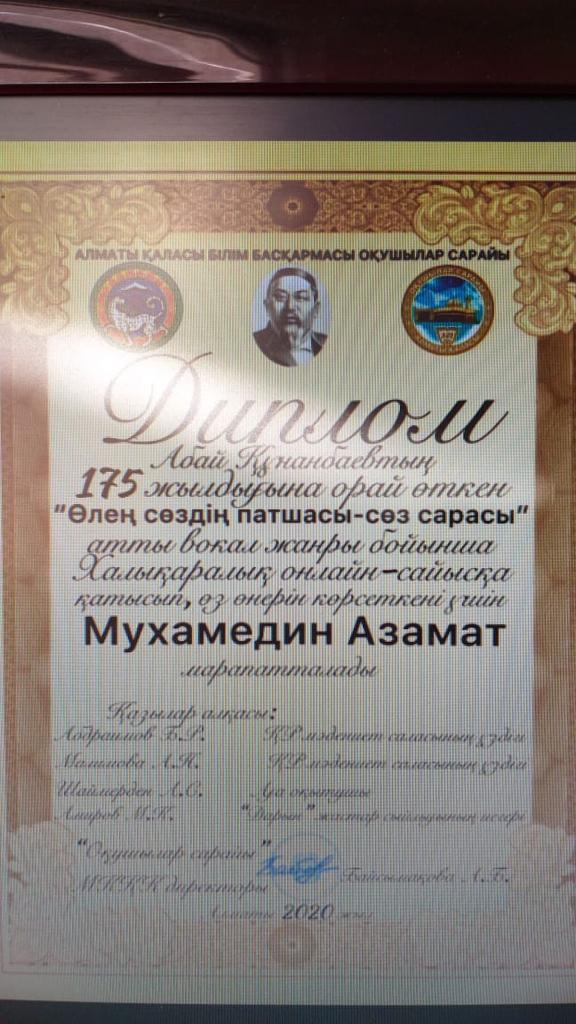 АЛМАТЫ ҚАЛАСЫ БІЛІМ БАСҚАРМАСЫ ОҚУШЫЛАР САРАЙЫ
Диплом
Абай Құнанбаевтың
175 жылдығына орай өткен
"Өлең сөздің патшасы-сөз сарасы"
атты вокал жанры бойынша
Халықаралық онлайн-сайысқа
қатысып, өз өнерін көрсеткені үшін
Мухамедин Азамат
марапатталады
Қазылар алқасы:
Абдраимов Б.Р. ҚР мәдениет саласының үздігі
ҚР мәдениет саласының үздігі
Шаймерден А.С. Аға оқытушы
Амиров М.К. "Дарын" жастар сыйлығының иегері
"Оқушылар сарайы"
МКҚК директоры Байсымақова А.Б.
Алматы 2020 жыл